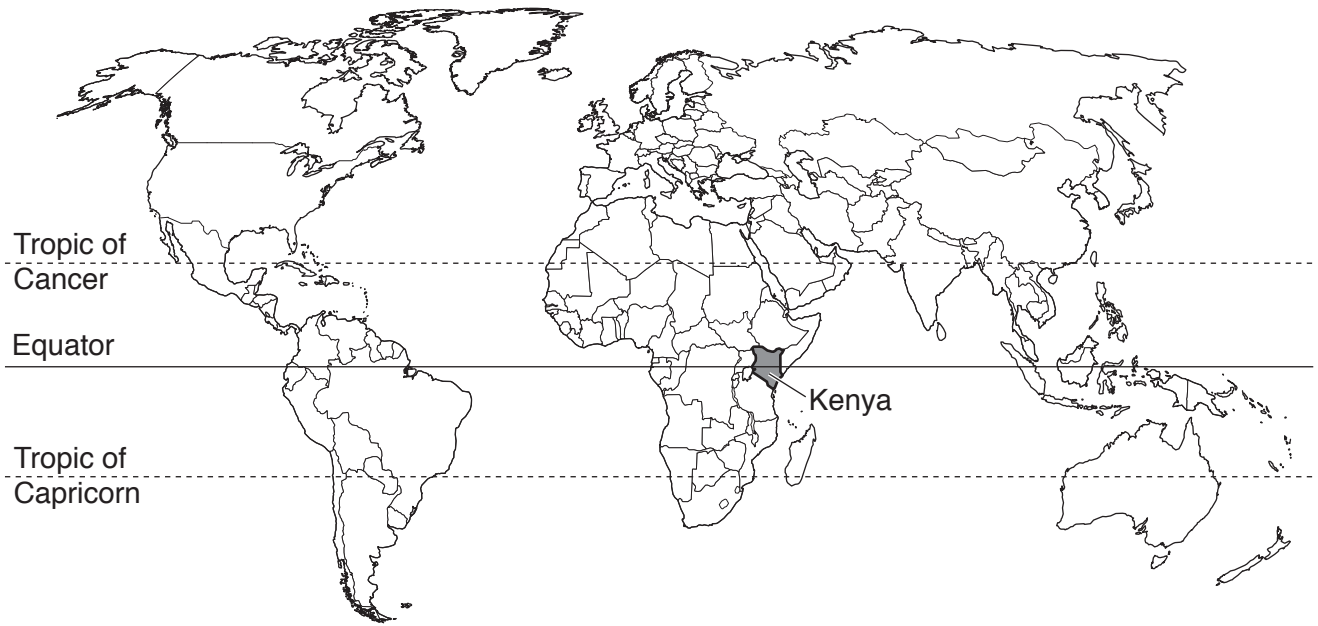 Tropic of
Cancer
Equator
Kenya
Tropic of
Capricorn